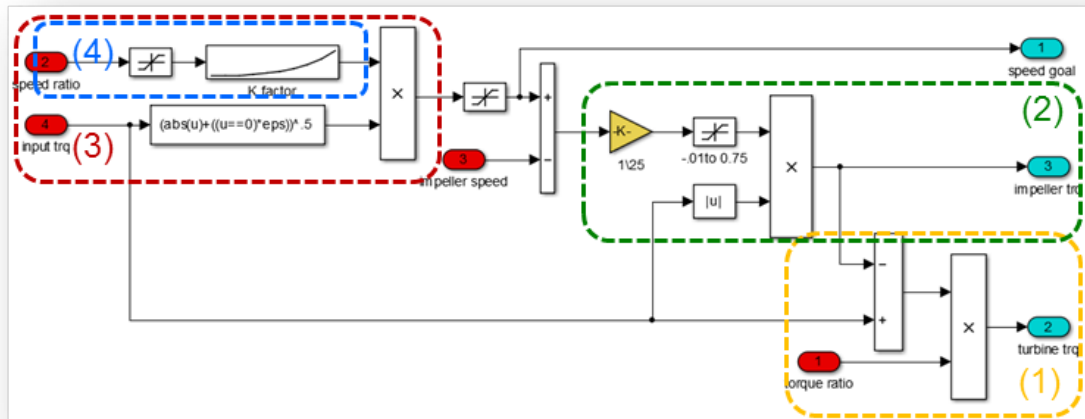 (4)
2
speed ratio
K factor
4
input trq
(3)
(abs(u)+((u==0)*eps))^.5
×
3
impeller speed
+
−
1
speed goal
(2)
-K-
1\25
-.01to 0.75
|u|
×
3
impeller trq
−
+
×
2
turbine trq
1
torque ratio
(1)